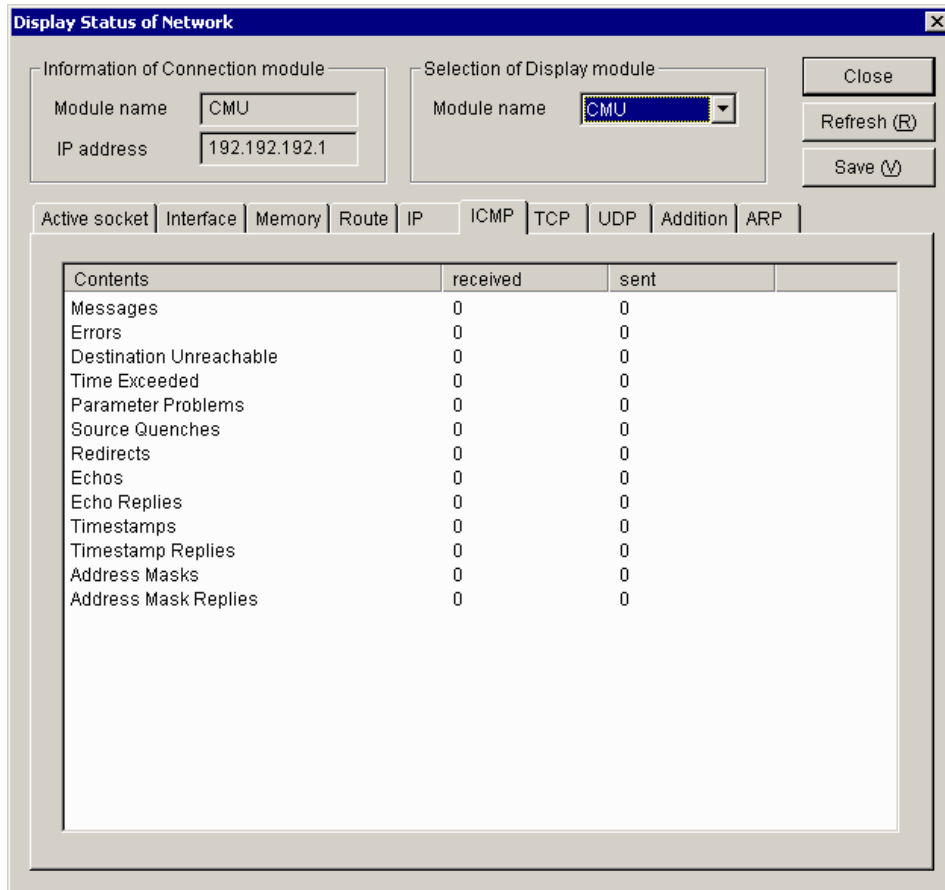 Display Status of Network
Information of Connection module
Module name CMU
IP address 192.192.192.1
Selection of Display module
Module name CMU
Close
Refresh (R)
Save (V)
Active socket Interface Memory Route IP ICMP TCP UDP Addition ARP
Contents received sent
Messages 0 0
Errors 0 0
Destination Unreachable 0 0
Time Exceeded 0 0
Parameter Problems 0 0
Source Quenches 0 0
Redirects 0 0
Echos 0 0
Echo Replies 0 0
Timestamps 0 0
Timestamp Replies 0 0
Address Masks 0 0
Address Mask Replies 0 0